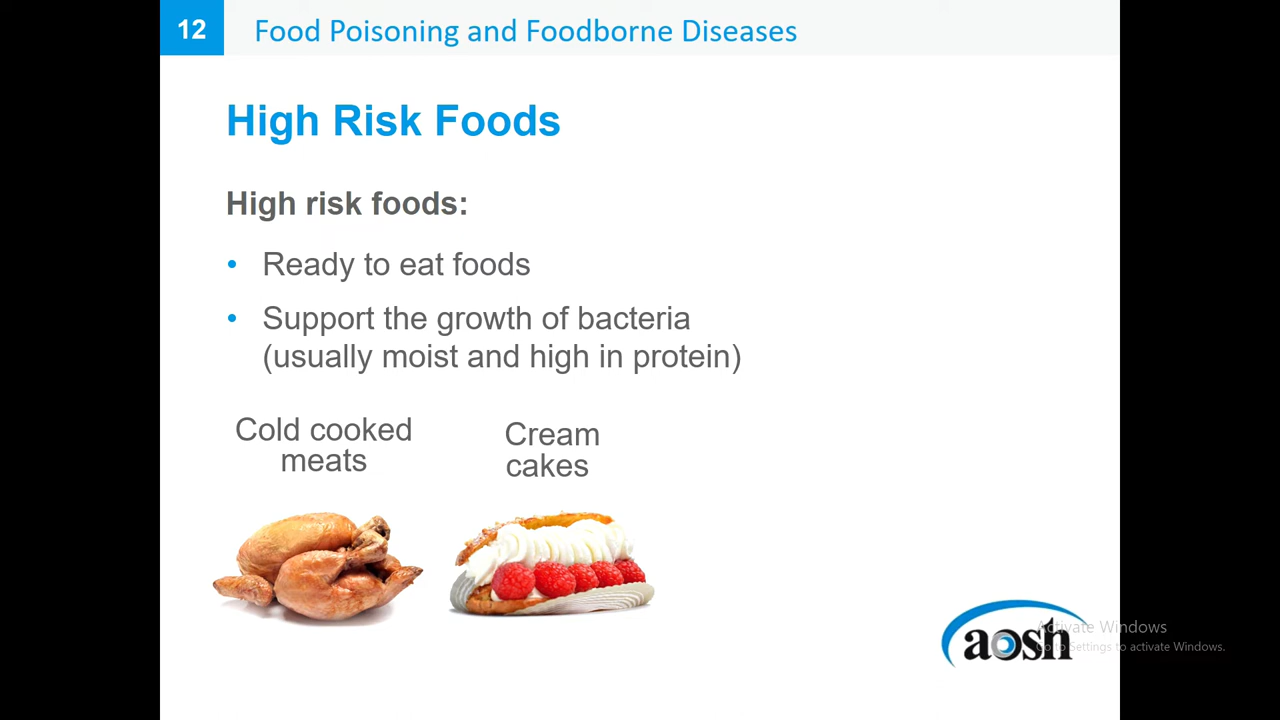 12
Food Poisoning and Foodborne Diseases
High Risk Foods
High risk foods:
• Ready to eat foods
• Support the growth of bacteria
(usually moist and high in protein)
Cold cooked
meats
Cream
cakes
aosh
Activate Windows
Go to Settings to activate Windows.